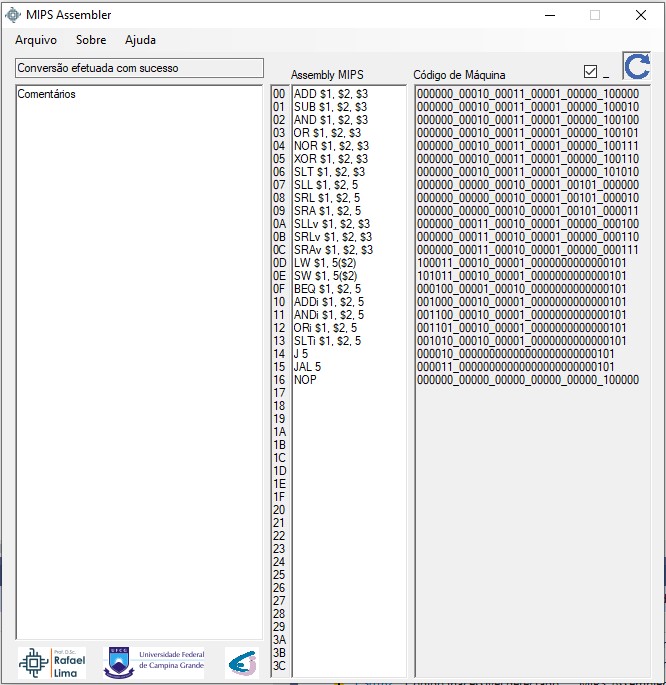 MIPS Assembler
Arquivo Sobre Ajuda
Conversão efetuada com sucesso
Assembly MIPS Código de Máquina _
Comentários
00 ADD $1, $2, $3 000000_00010_00011_00001_00000_100000
01 SUB $1, $2, $3 000000_00010_00011_00001_00000_100010
02 AND $1, $2, $3 000000_00010_00011_00001_00000_100100
03 OR $1, $2, $3 000000_00010_00011_00001_00000_100101
04 NOR $1, $2, $3 000000_00010_00011_00001_00000_100111
05 XOR $1, $2, $3 000000_00010_00011_00001_00000_100110
06 SLT $1, $2, $3 000000_00010_00011_00001_00000_101010
07 SLL $1, $2, 5 000000_00000_00010_00001_00101_000000
08 SRL $1, $2, 5 000000_00000_00010_00001_00101_000010
09 SRA $1, $2, 5 000000_00000_00010_00001_00101_000011
0A SLLv $1, $2, $3 000000_00011_00010_00001_00000_000100
0B SRLv $1, $2, $3 000000_00011_00010_00001_00000_000110
0C SRAv $1, $2, $3 000000_00011_00010_00001_00000_000111
0D LW $1, 5($2) 100011_00010_00001_0000000000000101
0E SW $1, 5($2) 101011_00010_00001_0000000000000101
0F BEQ $1, $2, 5 000100_00001_00010_0000000000000101
10 ADDi $1, $2, 5 001000_00010_00001_0000000000000101
11 ANDi $1, $2, 5 001100_00010_00001_0000000000000101
12 ORi $1, $2, 5 001101_00010_00001_0000000000000101
13 SLTi $1, $2, 5 001010_00010_00001_0000000000000101
14 J 5 000010_00000000000000000000000101
15 JAL 5 000011_00000000000000000000000101
16 NOP 000000_00000_00000_00000_00000_100000
17
18
19
1A
1B
1C
1D
1E
1F
20
21
22
23
24
25
26
27
28
29
3A
3B
3C
Prof. D.Ec.
Rafael
Lima
UFCG
Universidade Federal
de Campina Grande